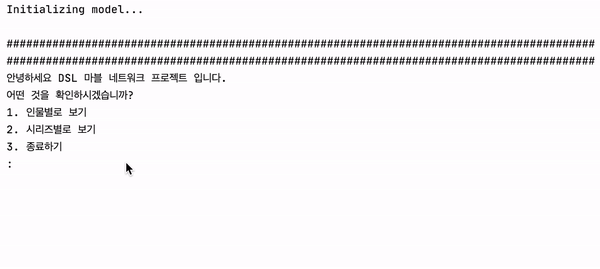 Initializing model...
##########################################################################################
##########################################################################################
안녕하세요 DSL 마블 네트워크 프로젝트 입니다.
어떤 것을 확인하시겠습니까?
1. 인물별로 보기
2. 시리즈별로 보기
3. 종료하기
: